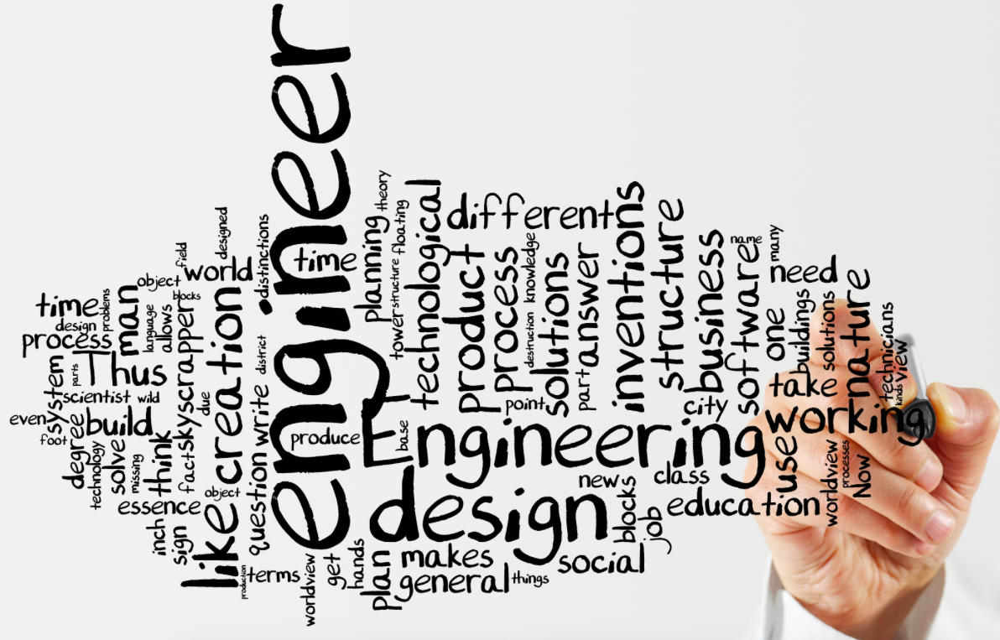 engineer
time
Engineering
design
produce
base
theory
planning
floating
structure
tower
technological
different
product
process
knowledge
destruction
solutions
answer
part
point
inventions
structure
business
city
software
name
many
need
one
buildings
solutions
nature
technicians
view
kinds
take
working
use
worldview
processes
Now
education
class
new
blocks
job
social
makes
general
things
plan
hands
get
worldview
terms
production
like
question
write
district
distinctions
designed
creation
world
field
object
blocks
skyscrapper
due
fact
object
allows
language
man
problems
time
design
process
parts
Thus
system
scientist
wild
even
foot
build
degree
technology
solve
missing
think
essence
inch
sign